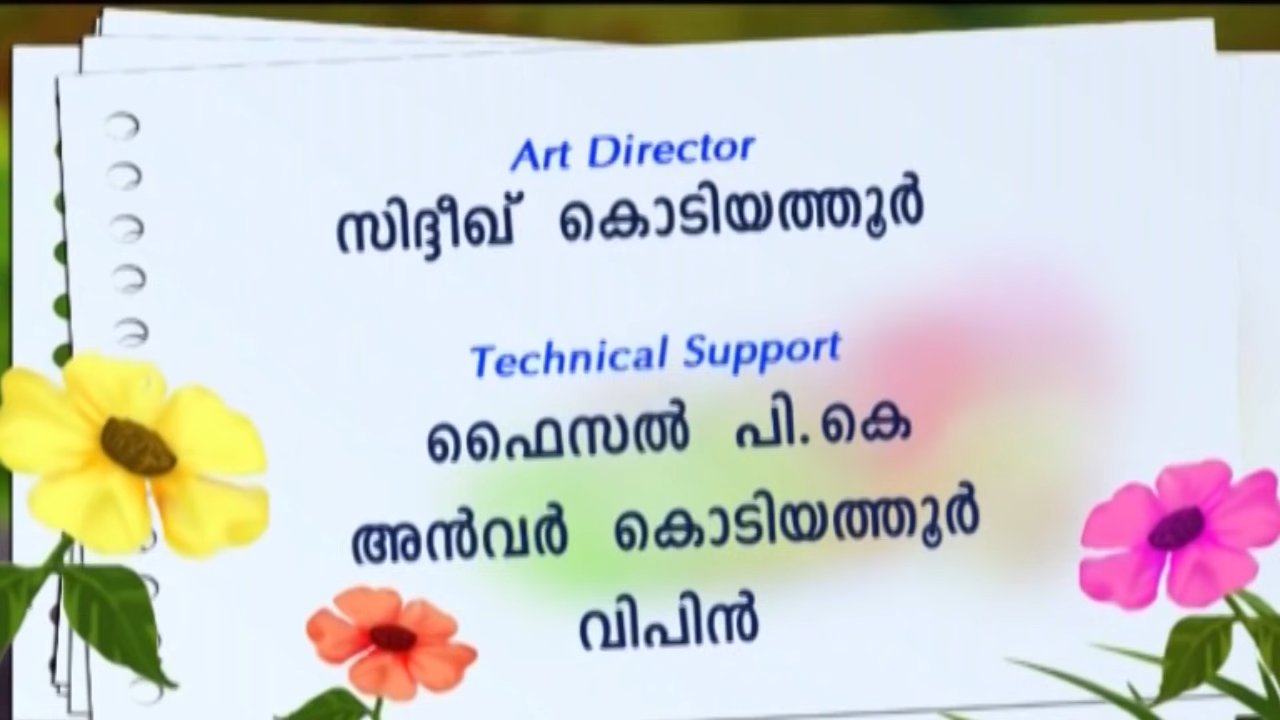 Art Director
സിദ്ദീഖ് കൊടിയത്തൂർ
Technical Support
ഫൈസൽ പി.കെ
അൻവർ കൊടിയത്തൂർ
വിപിൻ